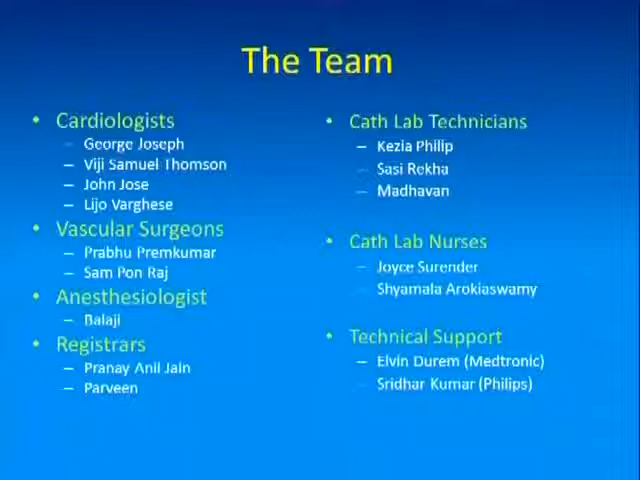 The Team
• Cardiologists
– George Joseph
– Viji Samuel Thomson
– John Jose
– Lijo Varghese
• Vascular Surgeons
– Prabhu Premkumar
– Sam Pon Raj
• Anesthesiologist
– Balaji
• Registrars
– Pranay Anil Jain
– Parveen
• Cath Lab Technicians
– Kezia Philip
– Sasi Rekha
– Madhavan
• Cath Lab Nurses
– Joyce Surender
– Shyamala Arokiaswamy
• Technical Support
– Elvin Durem (Medtronic)
– Sridhar Kumar (Philips)